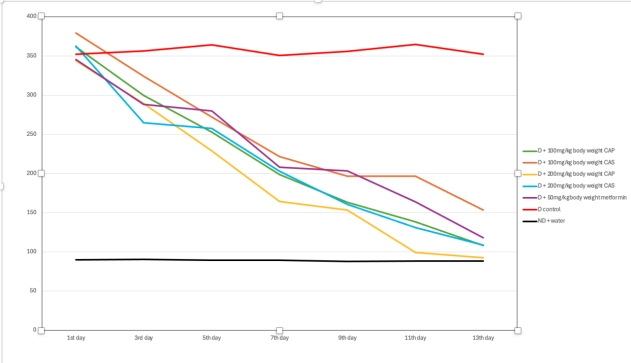 400
350
300
250
200
150
100
50
0
1st day 3rd day 5th day 7th day 9th day 11th day 13th day
D + 100mg/kg body weight CAP
D + 100mg/kg body weight CAS
D + 200mg/kg body weight CAP
D + 200mg/kg body weight CAS
D + 50mg/kg body weight metformin
D control
ND + water